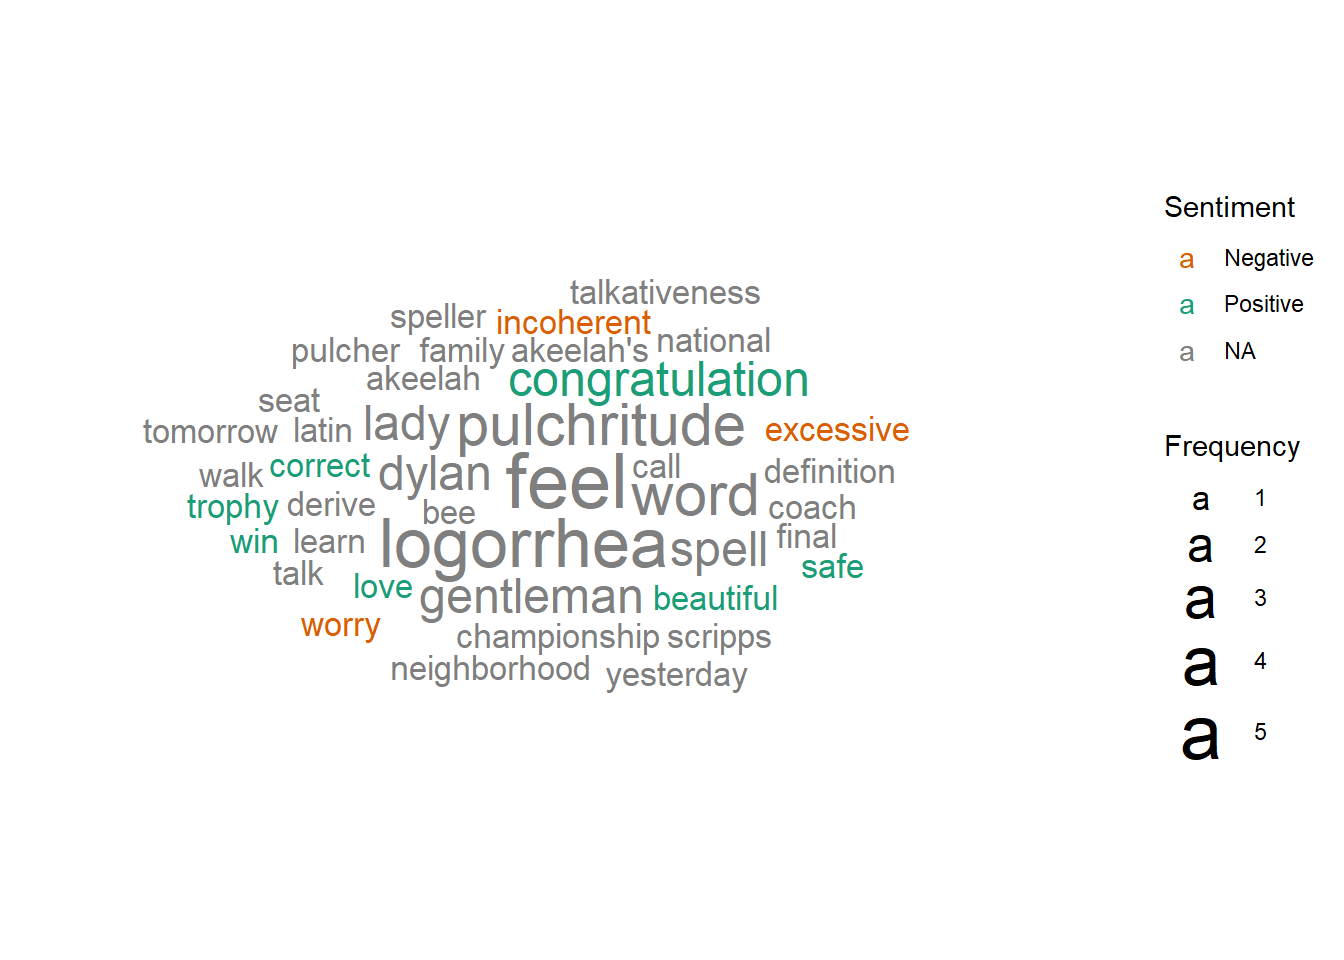 talkativeness
speller incoherent
pulcher family akeelah's national
akeelah congratulation
seat
tomorrow latin lady pulchritude excessive
walk correct dylan feel call definition
trophy derive bee word coach
win learn logorrhea spell final
talk love gentleman beautiful safe
worry championship scripps
neighborhood yesterday
Sentiment
a Negative
a Positive
a NA
Frequency
a 1
a 2
a 3
a 4
a 5